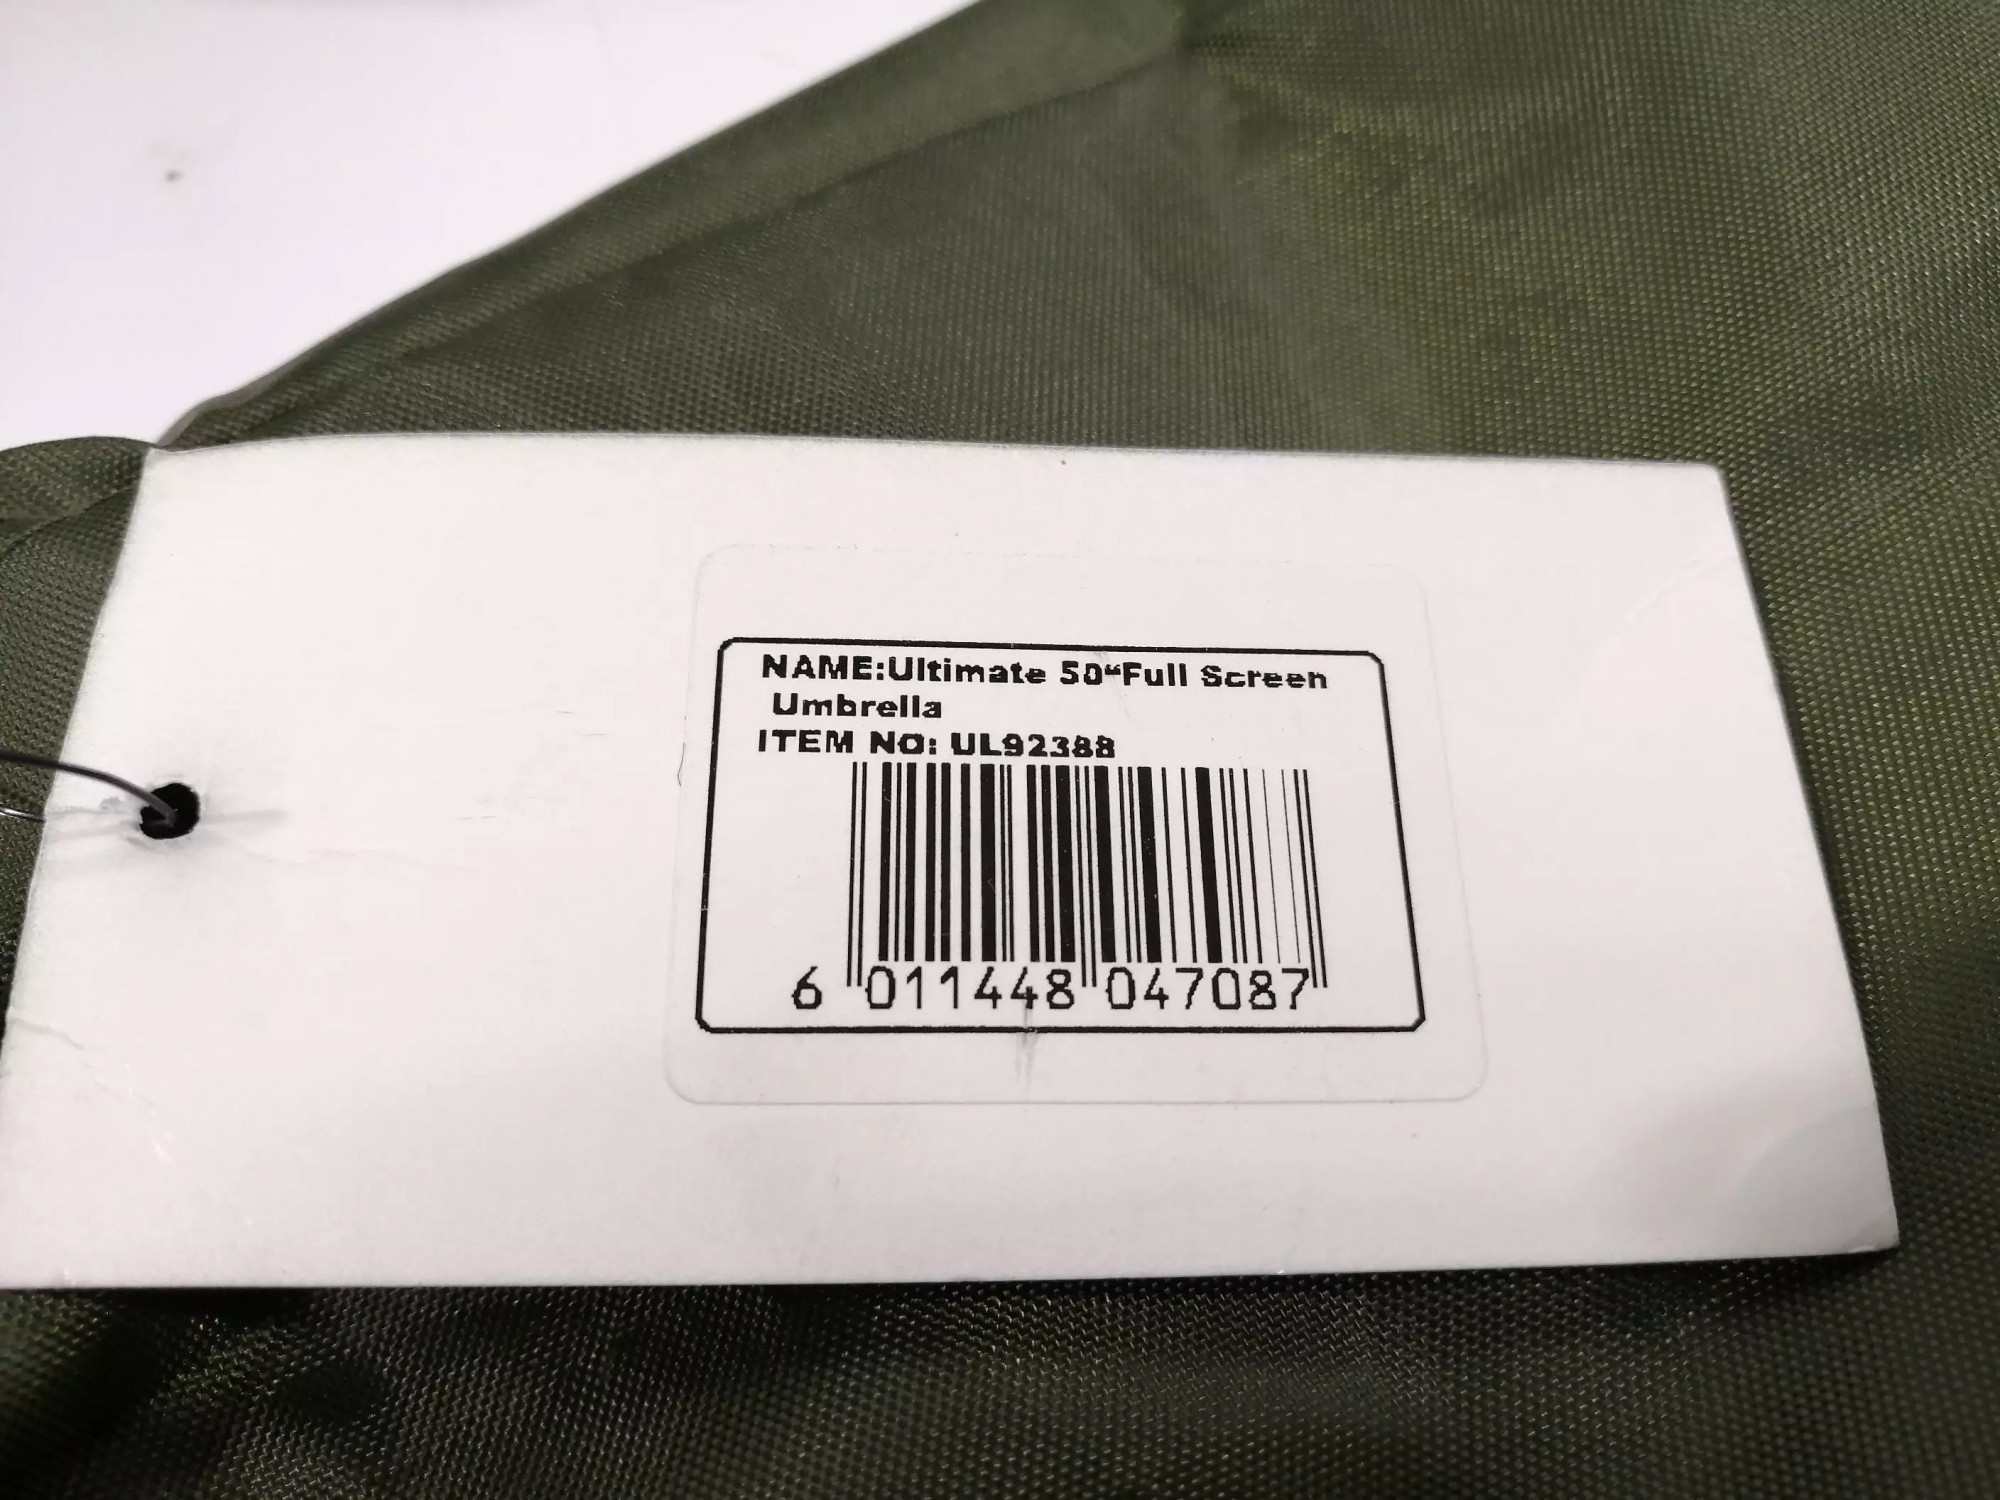 NAME:Ultimate 50“Full Screen
Umbrella
ITEM NO: UL92388
6 011448 047087